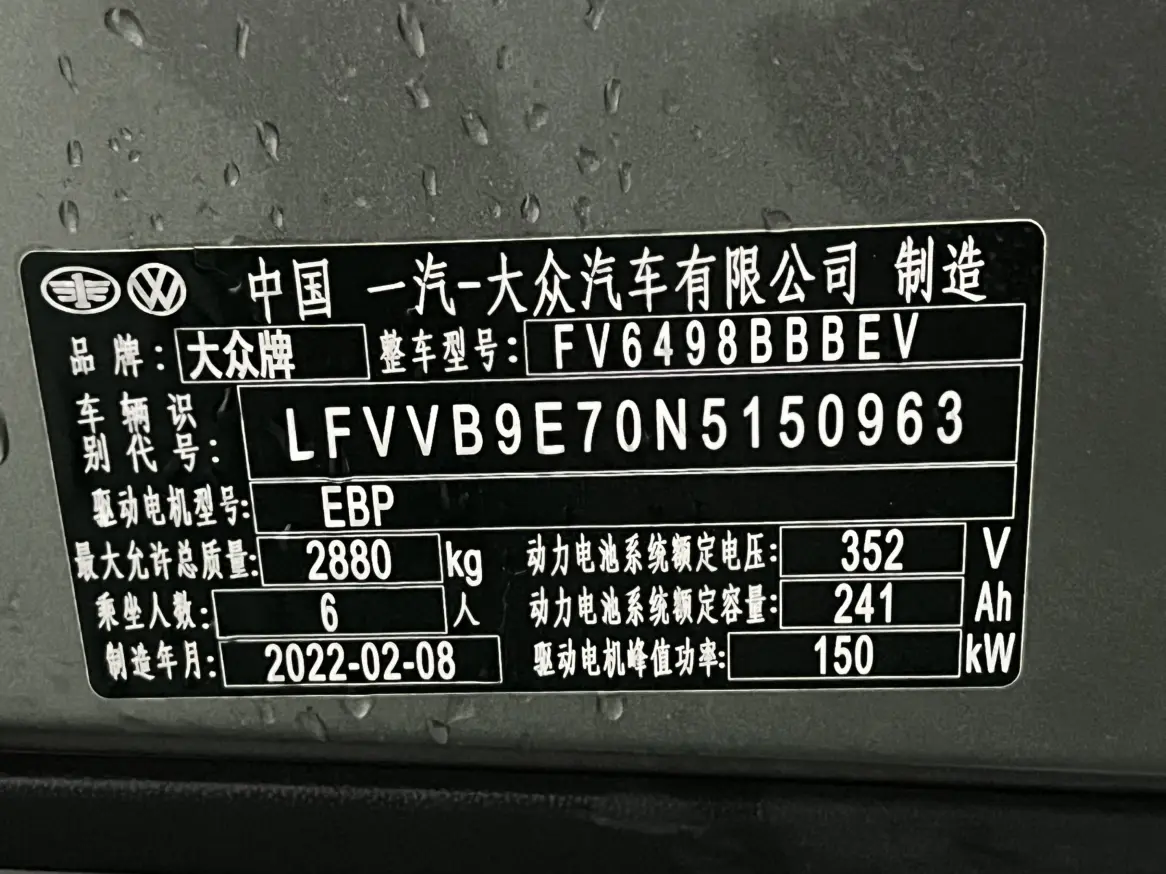 中国 一汽-大众汽车有限公司 制造
品牌: 大众牌 整车型号: FV6498BBBEV
车辆识别代号: LFVVB9E70N5150963
驱动电机型号: EBP
最大允许总质量: 2880 kg 动力电池系统额定电压: 352 V
乘坐人数: 6 人 动力电池系统额定容量: 241 Ah
制造年月: 2022-02-08 驱动电机峰值功率: 150 kW